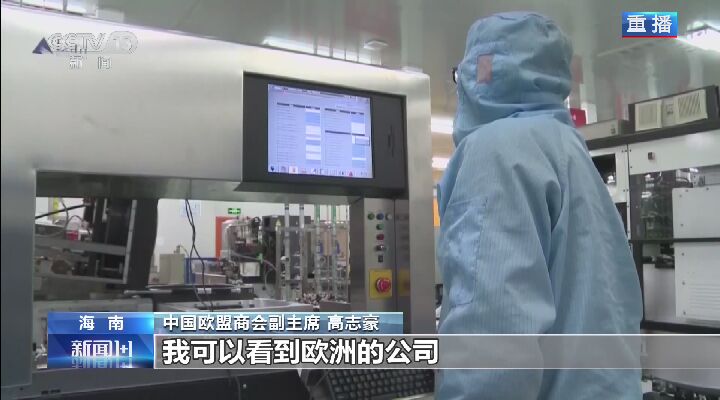 CCTV 13
新闻
重播
海南
中国欧盟商会副主席 高志豪
新闻1+1
我可以看到欧洲的公司